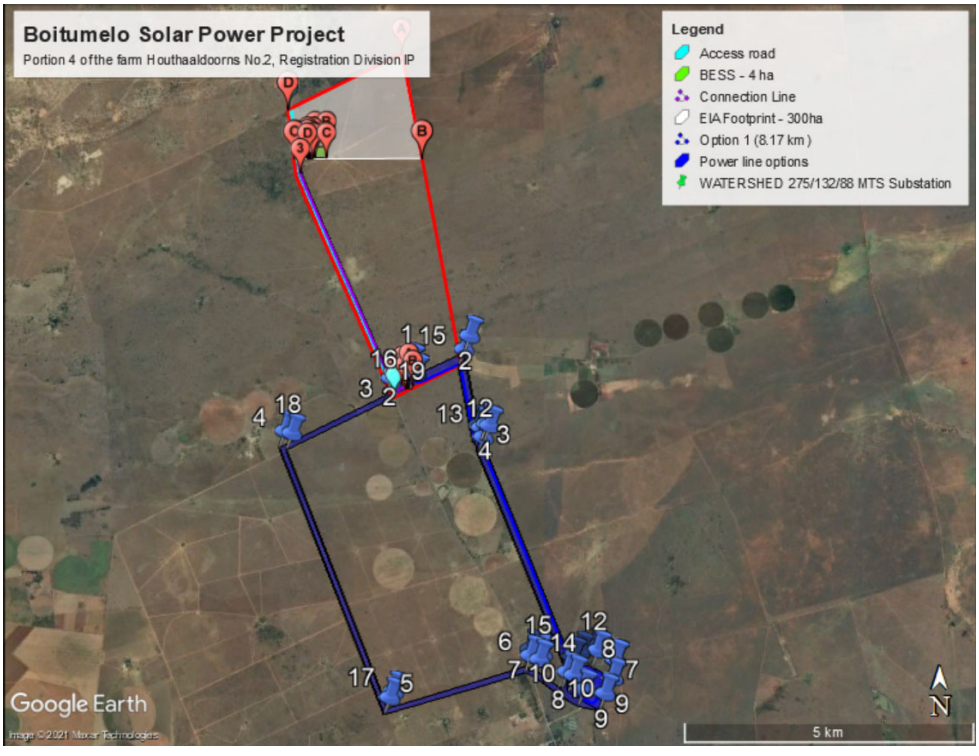 Boitumelo Solar Power Project
Portion 4 of the farm Houthaaldoorns No.2, Registration Division IP
Legend
Access road
BESS - 4 ha
Connection Line
EIA Footprint - 300ha
Option 1 (8.17 km)
Power line options
WATERSHED 275/132/88 MTS Substation
A
D
B
C
D
C
B
3
1
15
16
19
2
3
2
4
18
13
12
3
4
15
12
6
14
8
7
10
7
10
8
9
9
17
5
Google Earth
Image © 2021 Maxar Technologies
5 km
N